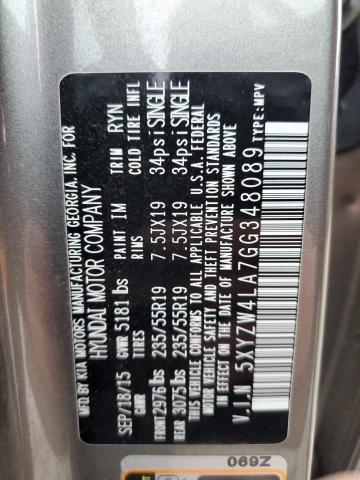 MFD BY KIA MOTORS MANUFACTURING GEORGIA, INC. FOR
HYUNDAI MOTOR COMPANY
SEP/18/15 PAINT IM TRIM RYN
GVWR 5181 lbs
GAWR TIRES RIMS COLD TIRE INFL
FRONT 2976 lbs 235/55R19 7.5JX19 34psi SINGLE
REAR 3075 lbs 235/55R19 7.5JX19 34psi SINGLE
THIS VEHICLE CONFORMS TO ALL APPLICABLE U.S.A. FEDERAL
MOTOR VEHICLE SAFETY AND THEFT PREVENTION STANDARDS
IN EFFECT ON THE DATE OF MANUFACTURE SHOWN ABOVE
V.I.N 5XYZW4LA7GG348089 TYPE:MPV
069Z